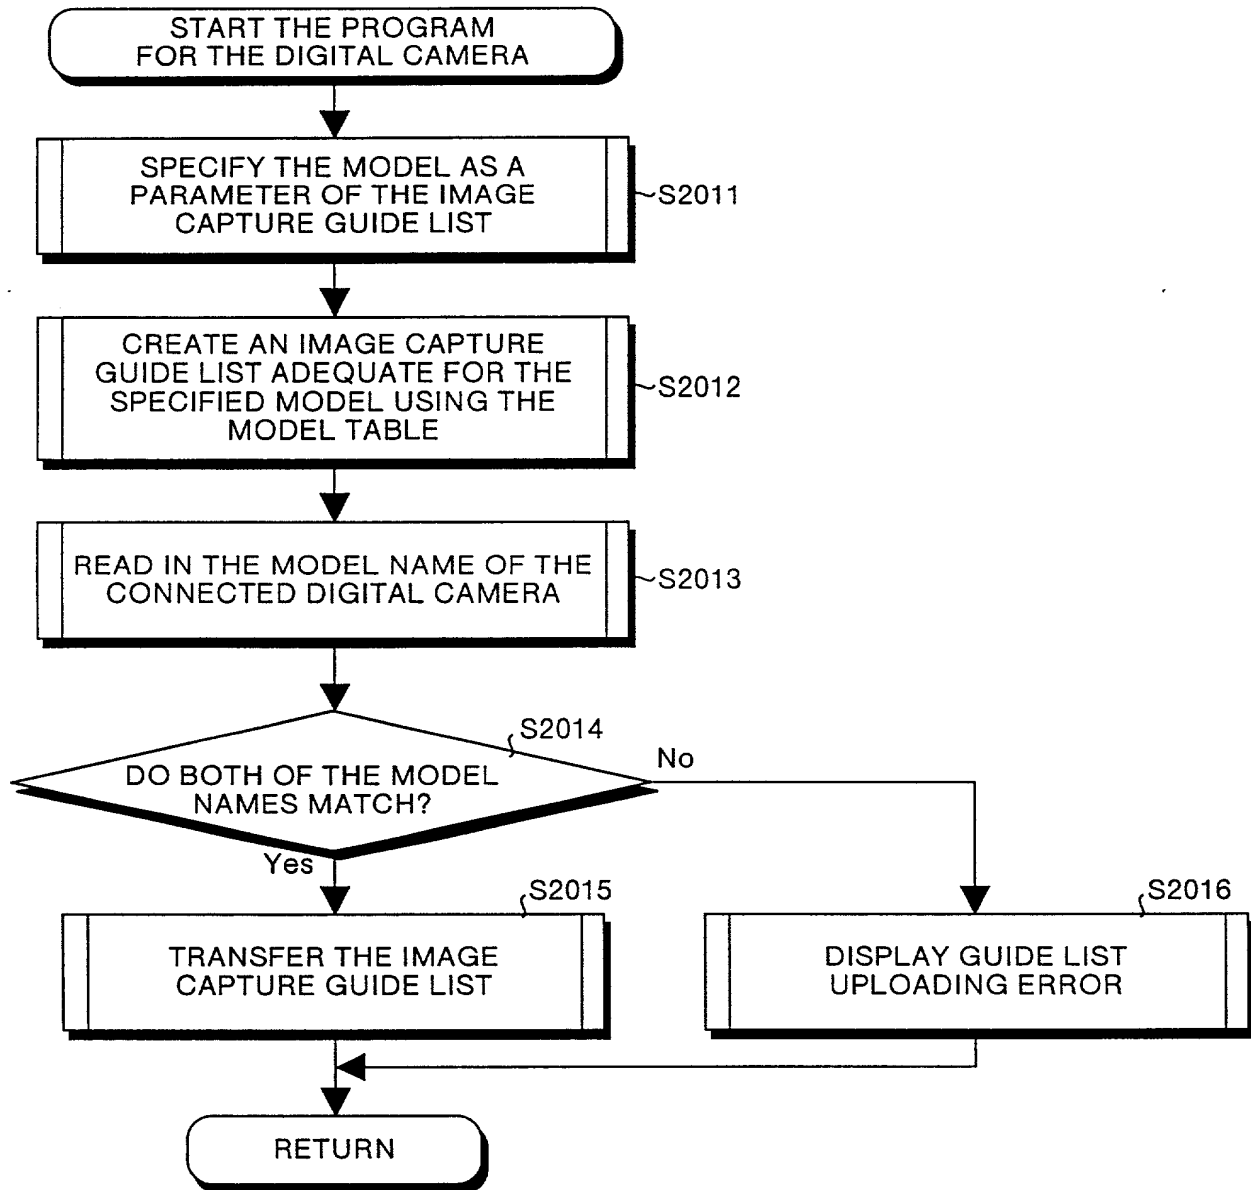 START THE PROGRAM
FOR THE DIGITAL CAMERA
SPECIFY THE MODEL AS A
PARAMETER OF THE IMAGE
CAPTURE GUIDE LIST
S2011
CREATE AN IMAGE CAPTURE
GUIDE LIST ADEQUATE FOR THE
SPECIFIED MODEL USING THE
MODEL TABLE
S2012
READ IN THE MODEL NAME OF THE
CONNECTED DIGITAL CAMERA
S2013
S2014
DO BOTH OF THE MODEL
NAMES MATCH?
No
Yes
S2015
TRANSFER THE IMAGE
CAPTURE GUIDE LIST
S2016
DISPLAY GUIDE LIST
UPLOADING ERROR
RETURN